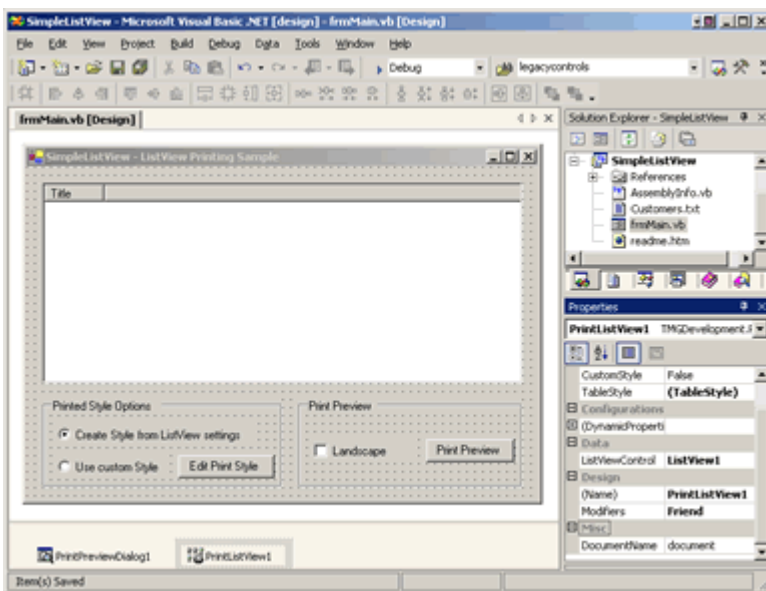 SimpleListView - Microsoft Visual Basic .NET [design] - frmMain.vb [Design]
File Edit View Project Build Debug Data Tools Window Help
Debug legacycontrols
frmMain.vb [Design]
SimpleListView - ListView Printing Sample
Title
Printed Style Options
Create Style from ListView settings
Use custom Style Edit Print Style
Print Preview
Landscape Print Preview
PrintPreviewDialog1 PrintListView1
Item(s) Saved
Solution Explorer - SimpleListView
SimpleListView
References
AssemblyInfo.vb
Customers.txt
frmMain.vb
readme.htm
Properties
PrintListView1 TMGDevelopment.
CustomStyle False
TableStyle (TableStyle)
Configurations
(DynamicProperti
Data
ListViewControl ListView1
Design
(Name) PrintListView1
Modifiers Friend
Misc
DocumentName document